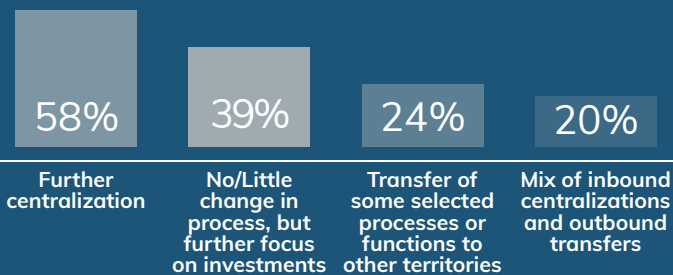 58%
39%
24%
20%
Further
centralization
No/Little
change in
process, but
further focus
on investments
Transfer of
some selected
processes or
functions to
other territories
Mix of inbound
centralizations
and outbound
transfers